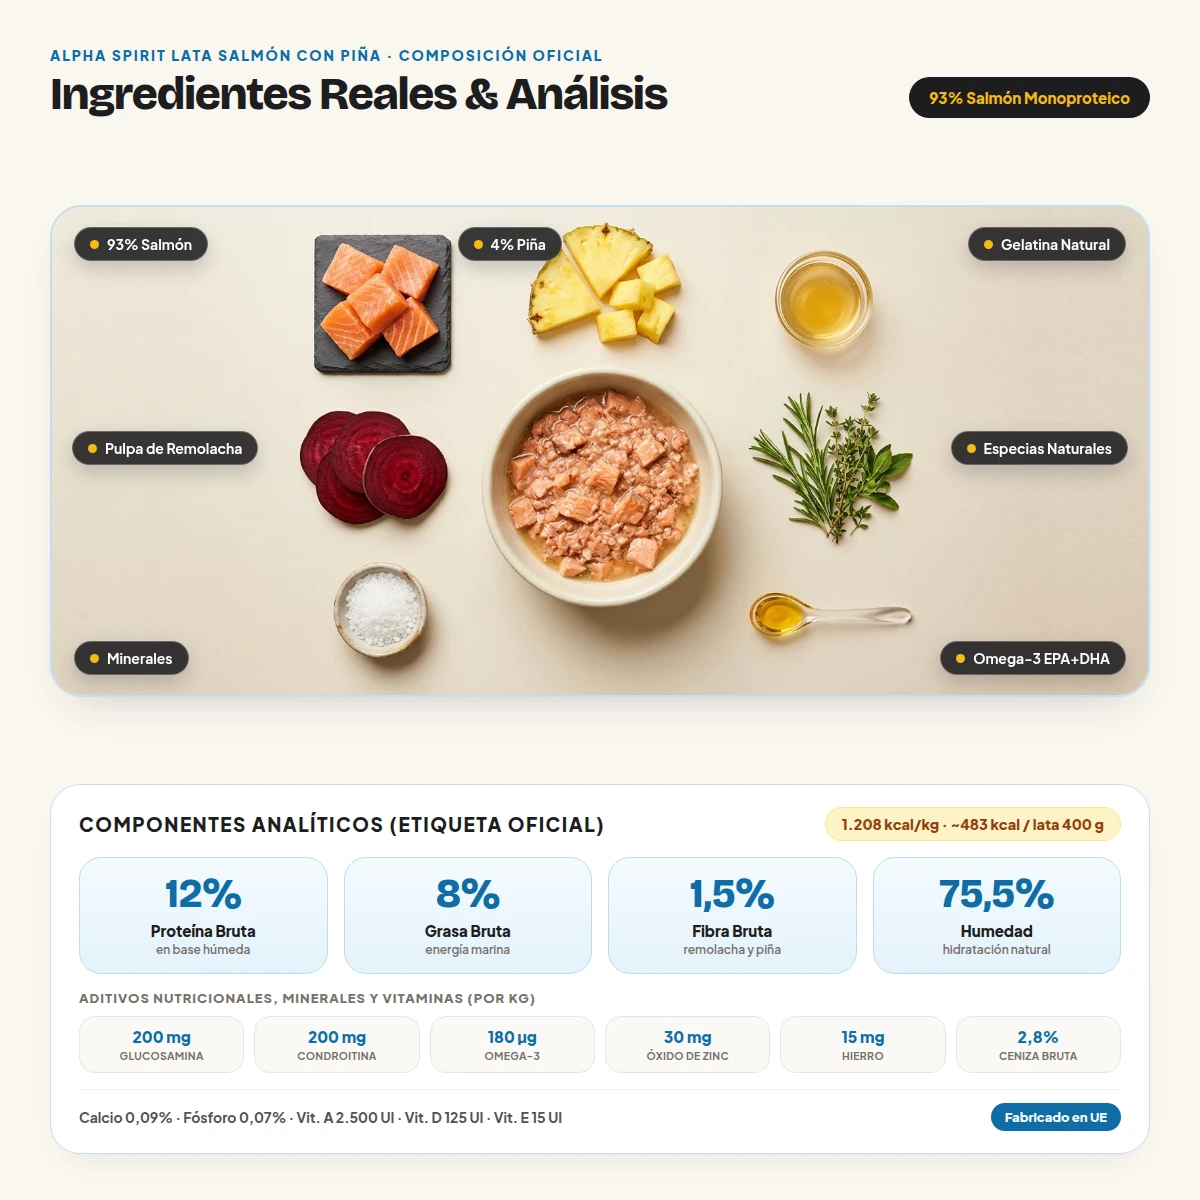 ALPHA SPIRIT LATA SALMÓN CON PIÑA · COMPOSICIÓN OFICIAL
Ingredientes Reales & Análisis
93% Salmón Monoproteico
93% Salmón
4% Piña
Gelatina Natural
Pulpa de Remolacha
Especias Naturales
Minerales
Omega-3 EPA+DHA
COMPONENTES ANALÍTICOS (ETIQUETA OFICIAL)
1.208 kcal/kg · ~483 kcal / lata 400 g
12%
Proteína Bruta
en base húmeda
8%
Grasa Bruta
energía marina
1,5%
Fibra Bruta
remolacha y piña
75,5%
Humedad
hidratación natural
ADITIVOS NUTRICIONALES, MINERALES Y VITAMINAS (POR KG)
200 mg
GLUCOSAMINA
200 mg
CONDROITINA
180 µg
OMEGA-3
30 mg
ÓXIDO DE ZINC
15 mg
HIERRO
2,8%
CENIZA BRUTA
Calcio 0,09% · Fósforo 0,07% · Vit. A 2.500 UI · Vit. D 125 UI · Vit. E 15 UI
Fabricado en UE